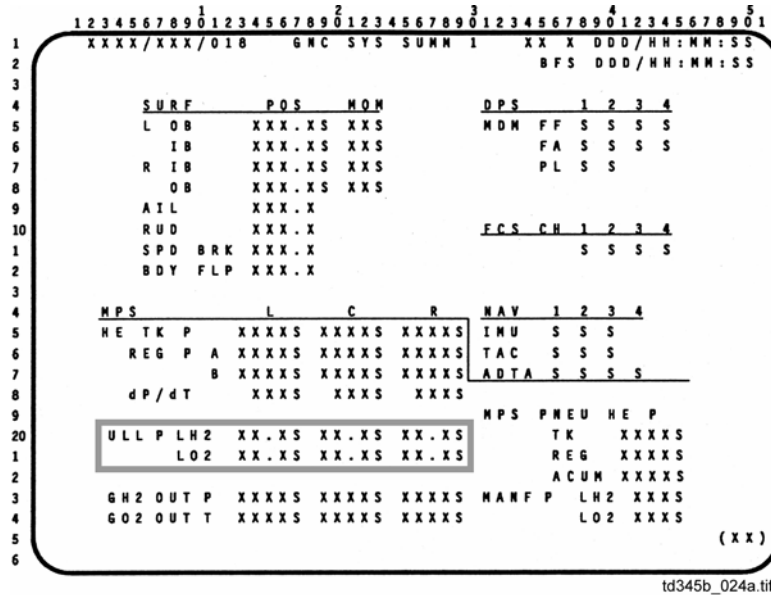 1 2 3 4 5
1 2 3 4 5 6 7 8 9 0 1 2 3 4 5 6 7 8 9 0 1 2 3 4 5 6 7 8 9 0 1 2 3 4 5 6 7 8 9 0 1 2 3 4 5 6 7 8 9 0 1
1 XXXX/XXX/018 GNC SYS SUMM 1 XX X DDD/HH:MM:SS
2 BFS DDD/HH:MM:SS
3
4 SURF POS MOM DPS 1 2 3 4
5 L OB XXX.XS XXS MDM FF S S S S
6 IB XXX.XS XXS FA S S S S
7 R IB XXX.XS XXS PL S S
8 OB XXX.XS XXS
9 AIL XXX.X
10 RUD XXX.X FCS CH 1 2 3 4
1 SPD BRK XXX.X S S S S
2 BDY FLP XXX.X
3
4 MPS L C R NAV 1 2 3 4
5 HE TK P XXXXS XXXXS XXXXS IMU S S S
6 REG P A XXXXS XXXXS XXXXS TAC S S S
7 B XXXXS XXXXS XXXXS ADTA S S S S
8 dP/dT XXXS XXXS XXXS
9 MPS PNEU HE P
20 ULL P LH2 XX.XS XX.XS XX.XS TK XXXXS
1 LO2 XX.XS XX.XS XX.XS REG XXXXS
2 ACUM XXXXS
3 GH2 OUT P XXXXS XXXXS XXXXS MANF P LH2 XXXS
4 GO2 OUT T XXXXS XXXXS XXXXS LO2 XXXS
5 (XX)
6
td345b_024a.tif